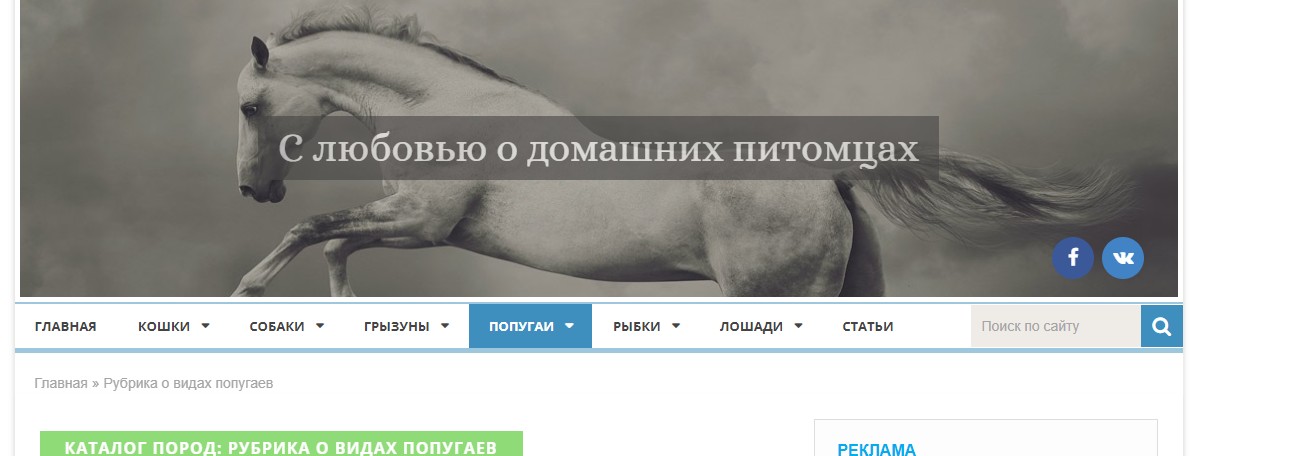 С любовью о домашних питомцах
ГЛАВНАЯ КОШКИ СОБАКИ ГРЫЗУНЫ ПОПУГАИ РЫБКИ ЛОШАДИ СТАТЬИ Поиск по сайту
Главная » Рубрика о видах попугаев
КАТАЛОГ ПОРОД: РУБРИКА О ВИДАХ ПОПУГАЕВ
РЕКЛАМА